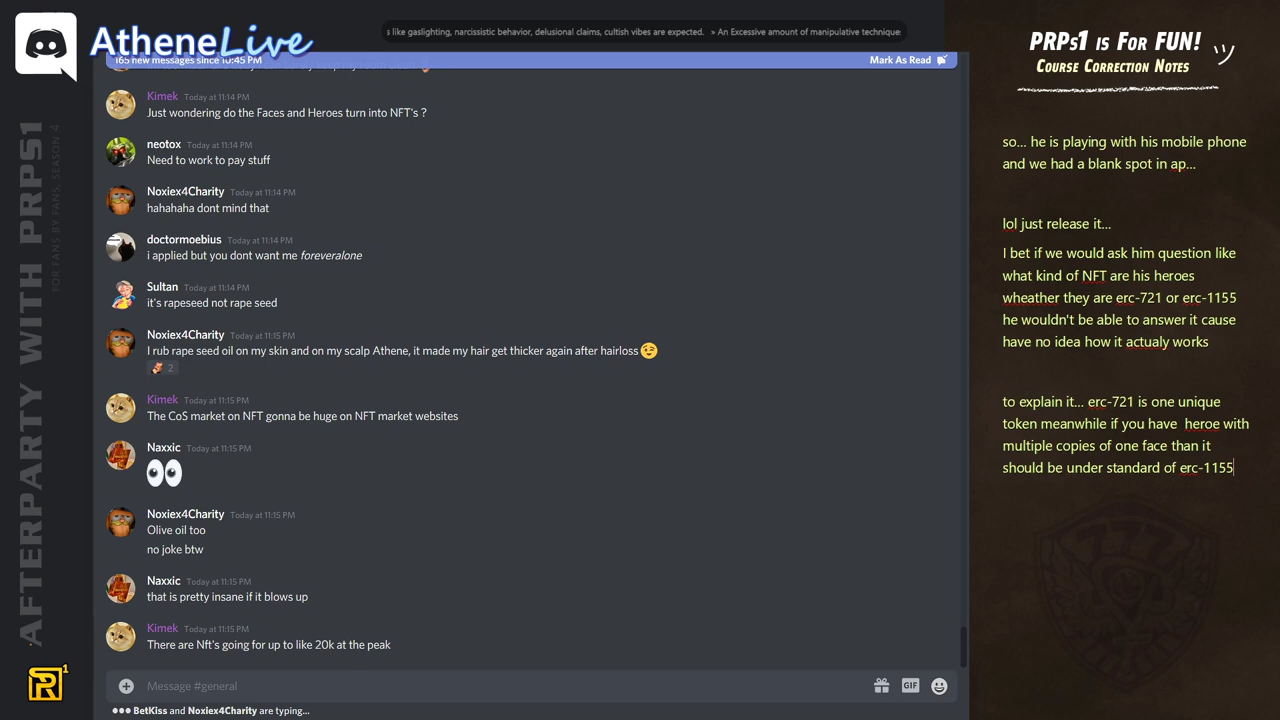 AtheneLive
s like gaslighting, narcissistic behavior, delusional claims, cultish vibes are expected. » An Excessive amount of manipulative technique
165 new messages since 10:45 PM
Mark As Read
Kimek Today at 11:14 PM
Just wondering do the Faces and Heroes turn into NFT's ?
neotox Today at 11:14 PM
Need to work to pay stuff
Noxiex4Charity Today at 11:14 PM
hahahaha dont mind that
doctormoebius Today at 11:14 PM
i applied but you dont want me foreveralone
Sultan Today at 11:14 PM
it's rapeseed not rape seed
Noxiex4Charity Today at 11:15 PM
I rub rape seed oil on my skin and on my scalp Athene, it made my hair get thicker again after hairloss
2
Kimek Today at 11:15 PM
The CoS market on NFT gonna be huge on NFT market websites
Naxxic Today at 11:15 PM
Noxiex4Charity Today at 11:15 PM
Olive oil too
no joke btw
Naxxic Today at 11:15 PM
that is pretty insane if it blows up
Kimek Today at 11:15 PM
There are Nft's going for up to like 20k at the peak
Message #general
GIF
BetKiss and Noxiex4Charity are typing...
AFTERPARTY WITH PRPS1
FOR FANS BY FANS, SEASON 4
R1
PRPs1 is For FUN!
Course Correction Notes
ツ
so... he is playing with his mobile phone
and we had a blank spot in ap...
lol just release it...
I bet if we would ask him question like
what kind of NFT are his heroes
wheather they are erc-721 or erc-1155
he wouldn't be able to answer it cause
have no idea how it actualy works
to explain it... erc-721 is one unique
token meanwhile if you have heroe with
multiple copies of one face than it
should be under standard of erc-1155
777